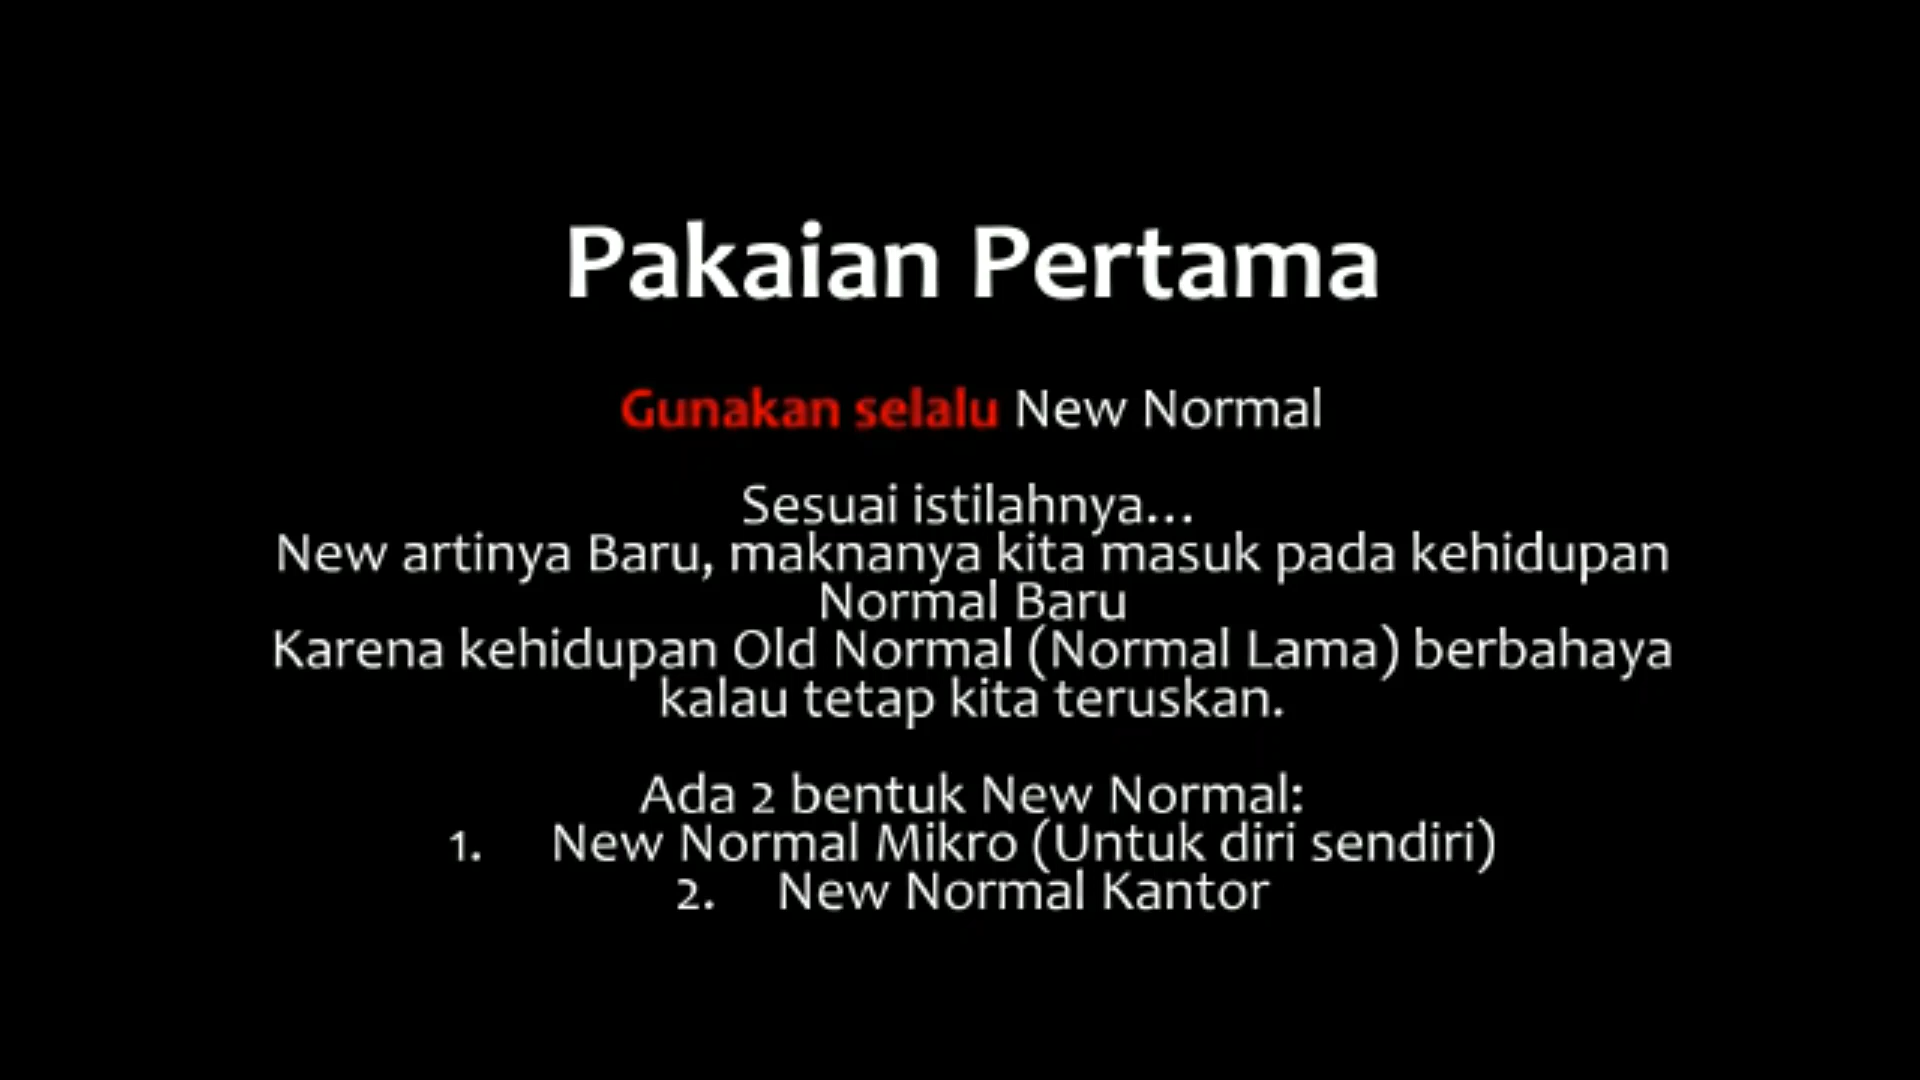 Pakaian Pertama
Gunakan selalu New Normal
Sesuai istilahnya...
New artinya Baru, maknanya kita masuk pada kehidupan
Normal Baru
Karena kehidupan Old Normal (Normal Lama) berbahaya
kalau tetap kita teruskan.
Ada 2 bentuk New Normal:
1. New Normal Mikro (Untuk diri sendiri)
2. New Normal Kantor